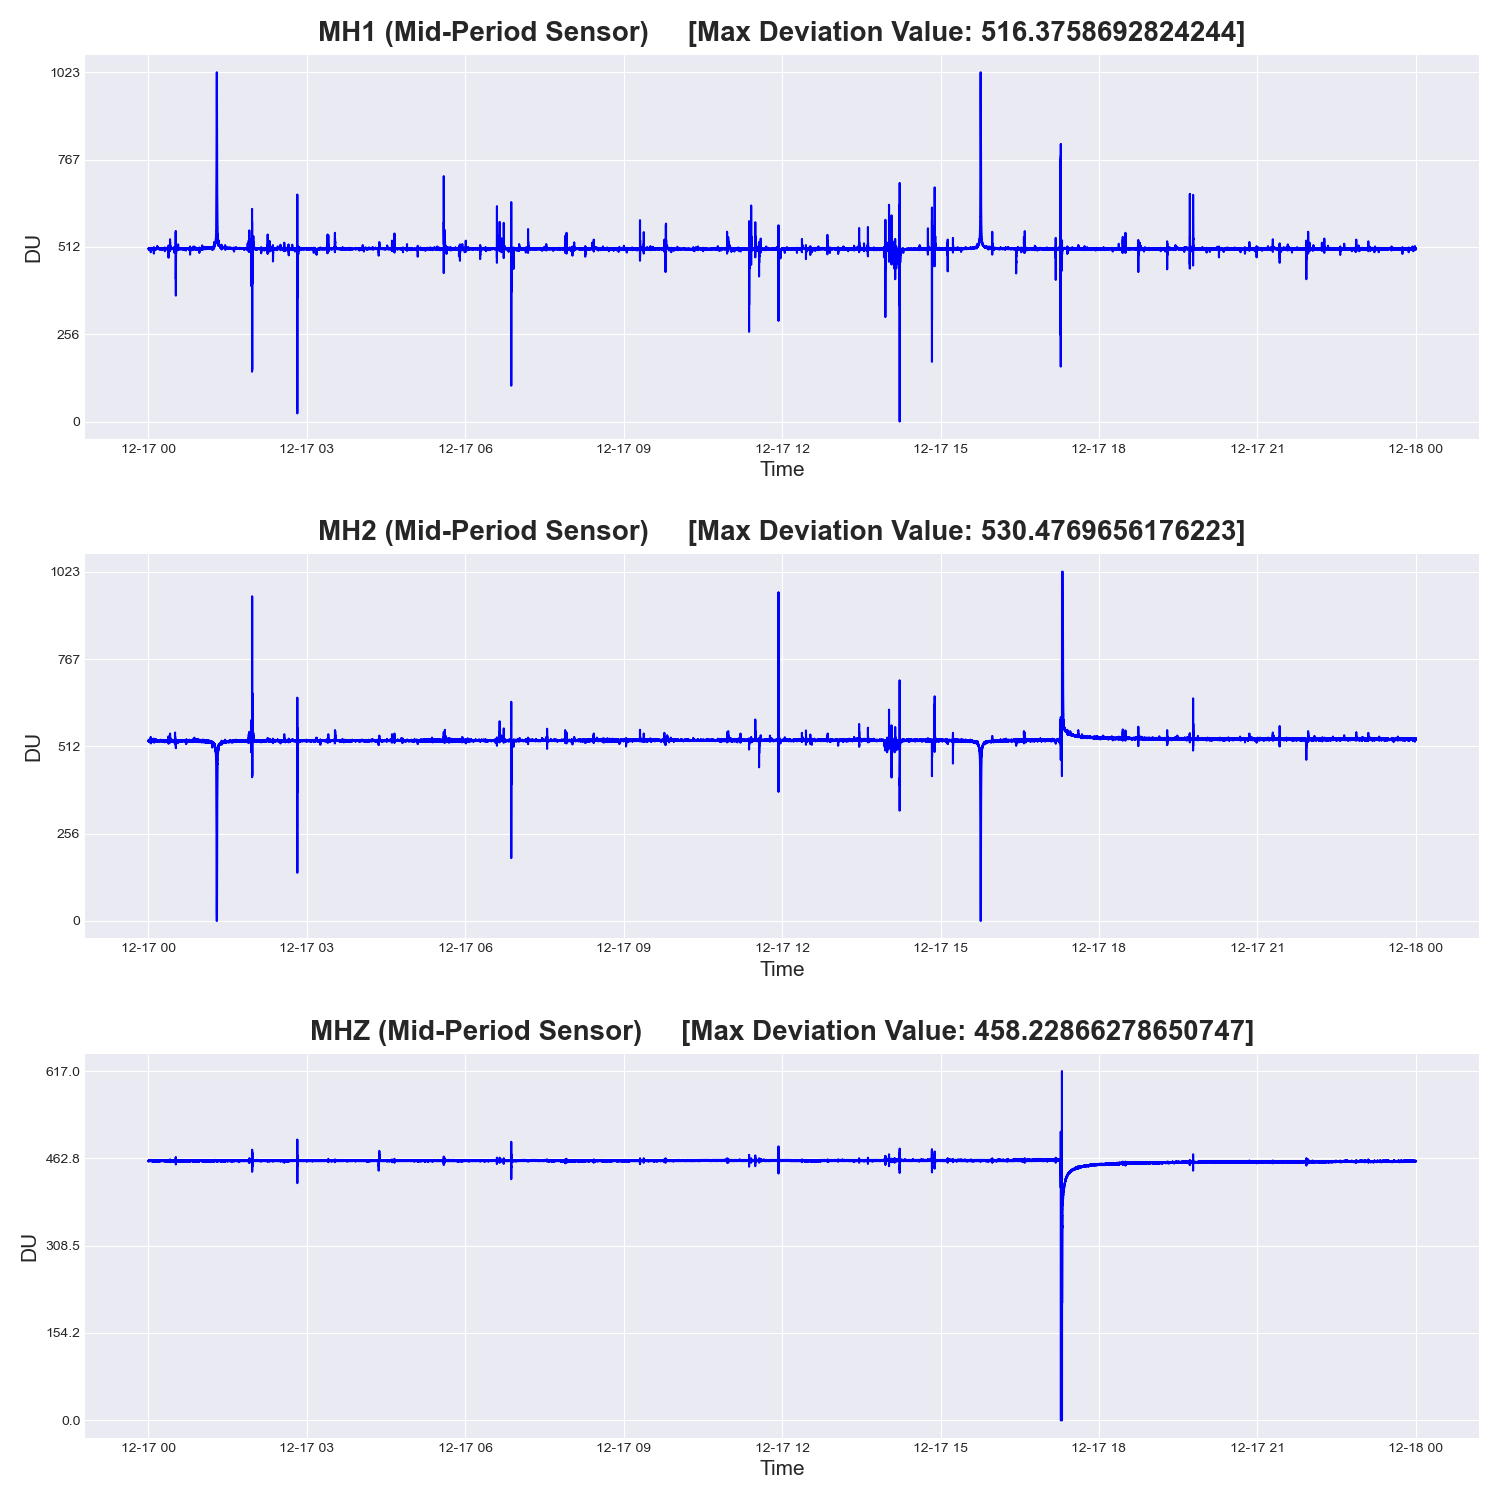 MH1 (Mid-Period Sensor) [Max Deviation Value: 516.3758692824244]
1023
767
512
256
0
DU
12-17 00 12-17 03 12-17 06 12-17 09 12-17 12 12-17 15 12-17 18 12-17 21 12-18 00
Time
MH2 (Mid-Period Sensor) [Max Deviation Value: 530.4769656176223]
1023
767
512
256
0
DU
12-17 00 12-17 03 12-17 06 12-17 09 12-17 12 12-17 15 12-17 18 12-17 21 12-18 00
Time
MHZ (Mid-Period Sensor) [Max Deviation Value: 458.22866278650747]
617.0
462.8
308.5
154.2
0.0
DU
12-17 00 12-17 03 12-17 06 12-17 09 12-17 12 12-17 15 12-17 18 12-17 21 12-18 00
Time